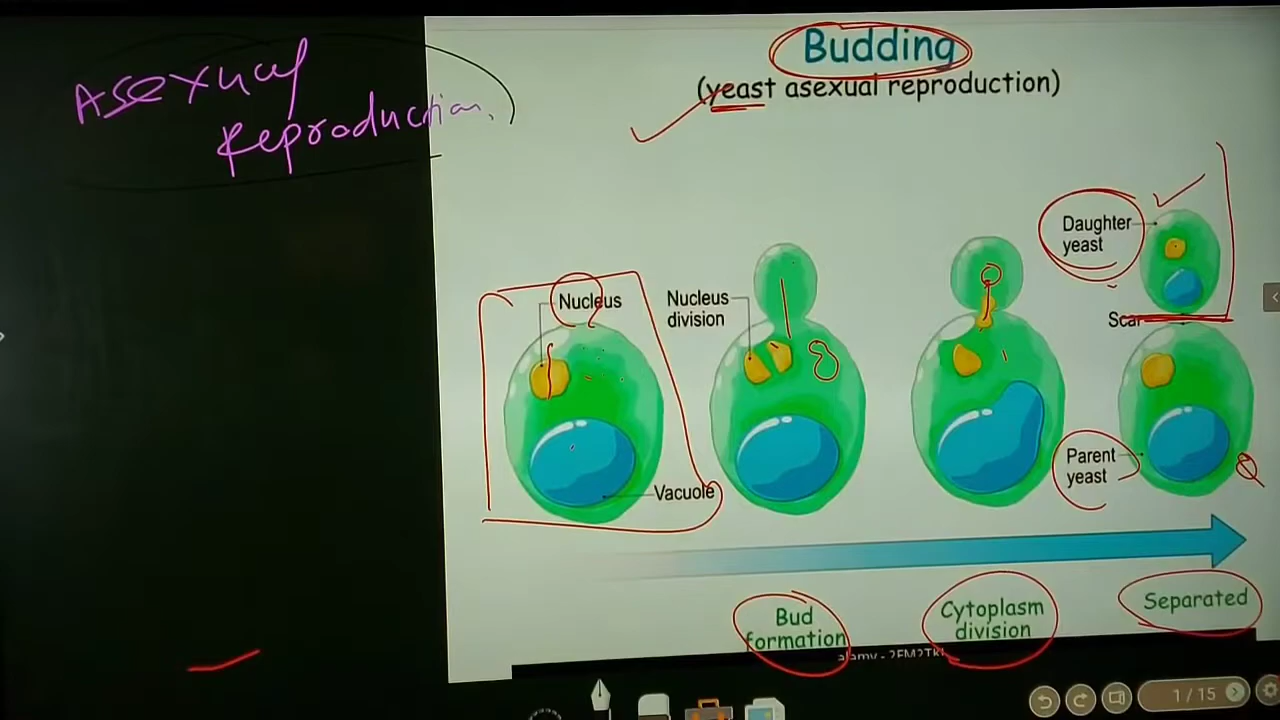 Asexual
Reproduction.
Budding
(yeast asexual reproduction)
Daughter
yeast
Nucleus
Nucleus
division
Scar
Parent
yeast
Vacuole
Bud
formation
Cytoplasm
division
Separated
1 / 15